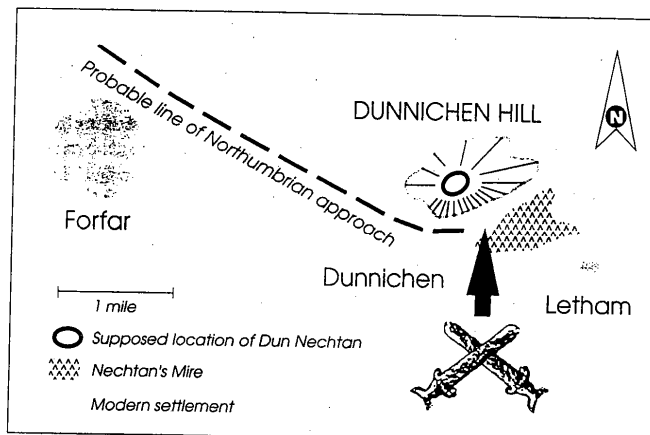 DUNNICHEN HILL
N
Probable line of Northumbrian approach
Forfar
Dunnichen
Letham
1 mile
Supposed location of Dun Nechtan
Nechtan's Mire
Modern settlement